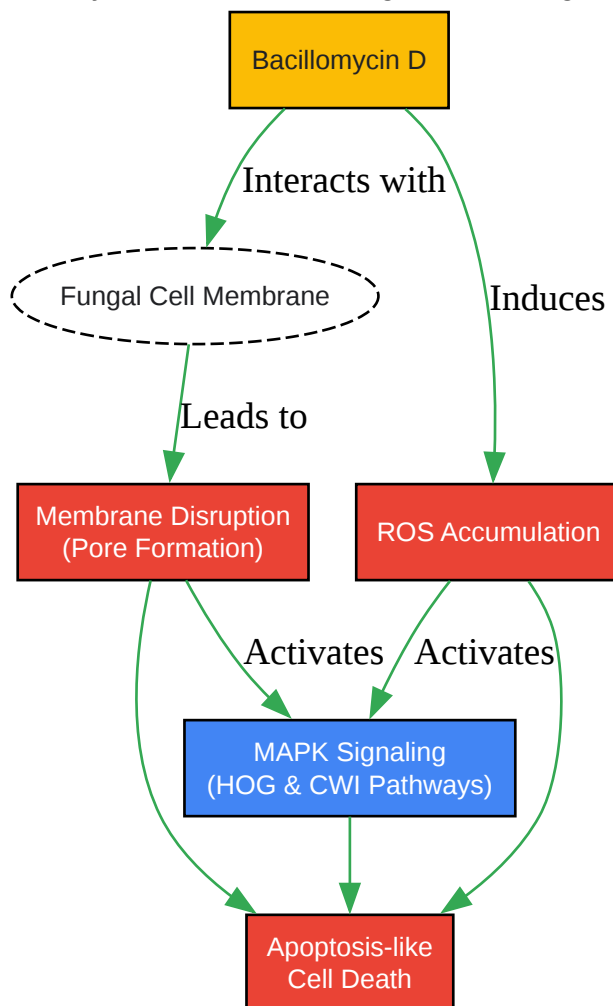 Bacillomycin D
Interacts with
Fungal Cell Membrane
Induces
Leads to
Membrane Disruption
(Pore Formation)
ROS Accumulation
Activates
Activates
MAPK Signaling
(HOG & CWI Pathways)
Apoptosis-like
Cell Death